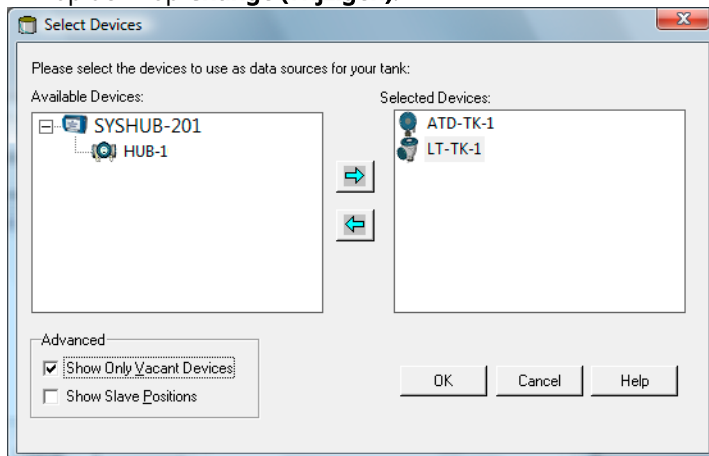 Select Devices
Please select the devices to use as data sources for your tank:
Available Devices:
Selected Devices:
SYSHUB-201
HUB-1
ATD-TK-1
LT-TK-1
Advanced
Show Only Vacant Devices
Show Slave Positions
OK
Cancel
Help